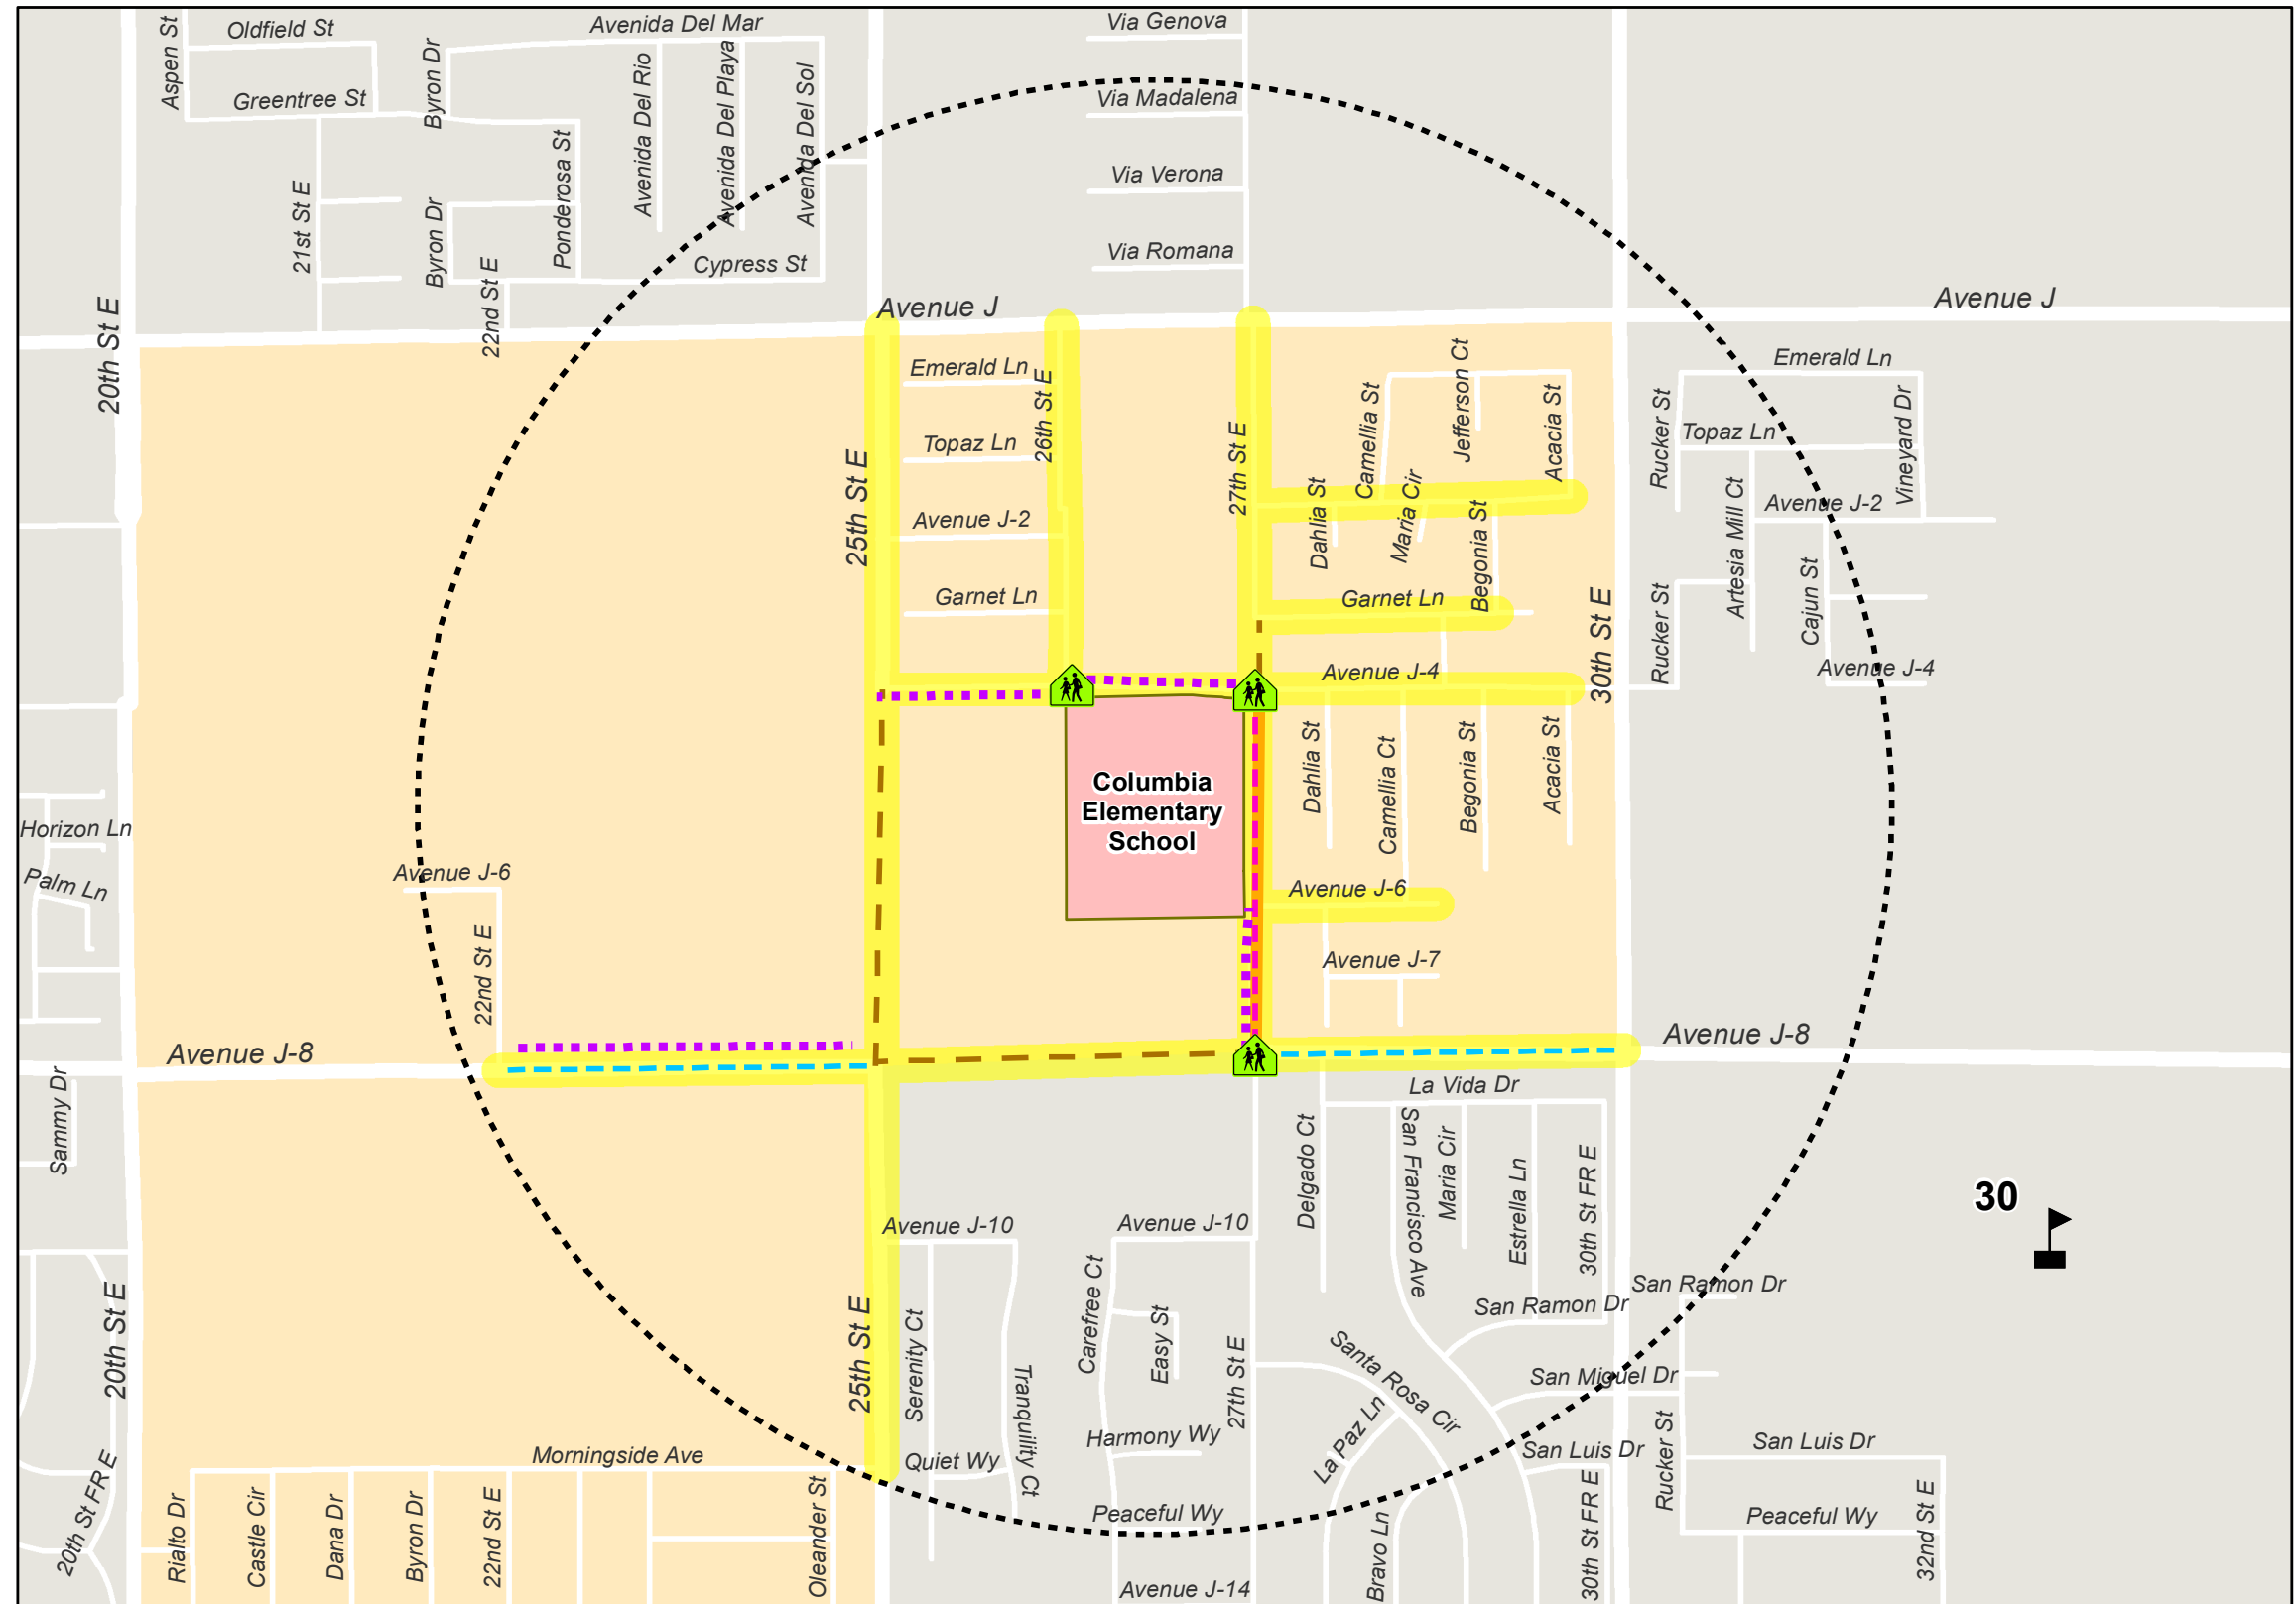 Aspen St
Oldfield St
Byron Dr
Avenida Del Mar
Via Genova
Greentree St
Avenida Del Rio
Avenida Del Playa
Avenida Del Sol
Via Madalena
21st St E
Byron Dr
Ponderosa St
Via Verona
22nd St E
Cypress St
Via Romana
20th St E
Avenue J
Avenue J
Emerald Ln
26th St E
Camellia St
Jefferson Ct
Acacia St
Rucker St
Emerald Ln
Vineyard Dr
25th St E
Topaz Ln
27th St E
Topaz Ln
Avenue J-2
Dahlia St
Maria Cir
Begonia St
Artesia Mill Ct
Avenue J-2
Garnet Ln
Garnet Ln
30th St E
Rucker St
Cajun St
Avenue J-4
Avenue J-4
Columbia
Elementary
School
Dahlia St
Camellia Ct
Begonia St
Acacia St
Horizon Ln
Palm Ln
Avenue J-6
Avenue J-6
22nd St E
Avenue J-7
Avenue J-8
Avenue J-8
Sammy Dr
La Vida Dr
Delgado Ct
San Francisco Ave
Maria Cir
Estrella Ln
30th St FR E
30
Avenue J-10
Avenue J-10
20th St E
25th St E
Serenity Ct
Tranquility Ct
Carefree Ct
Easy St
27th St E
San Ramon Dr
San Ramon Dr
Santa Rosa Cir
San Miguel Dr
La Paz Ln
Harmony Wy
Morningside Ave
Quiet Wy
San Luis Dr
Rucker St
San Luis Dr
20th St FR E
Rialto Dr
Castle Cir
Dana Dr
Byron Dr
22nd St E
Oleander St
Peaceful Wy
Bravo Ln
30th St FR E
Peaceful Wy
32nd St E
Avenue J-14